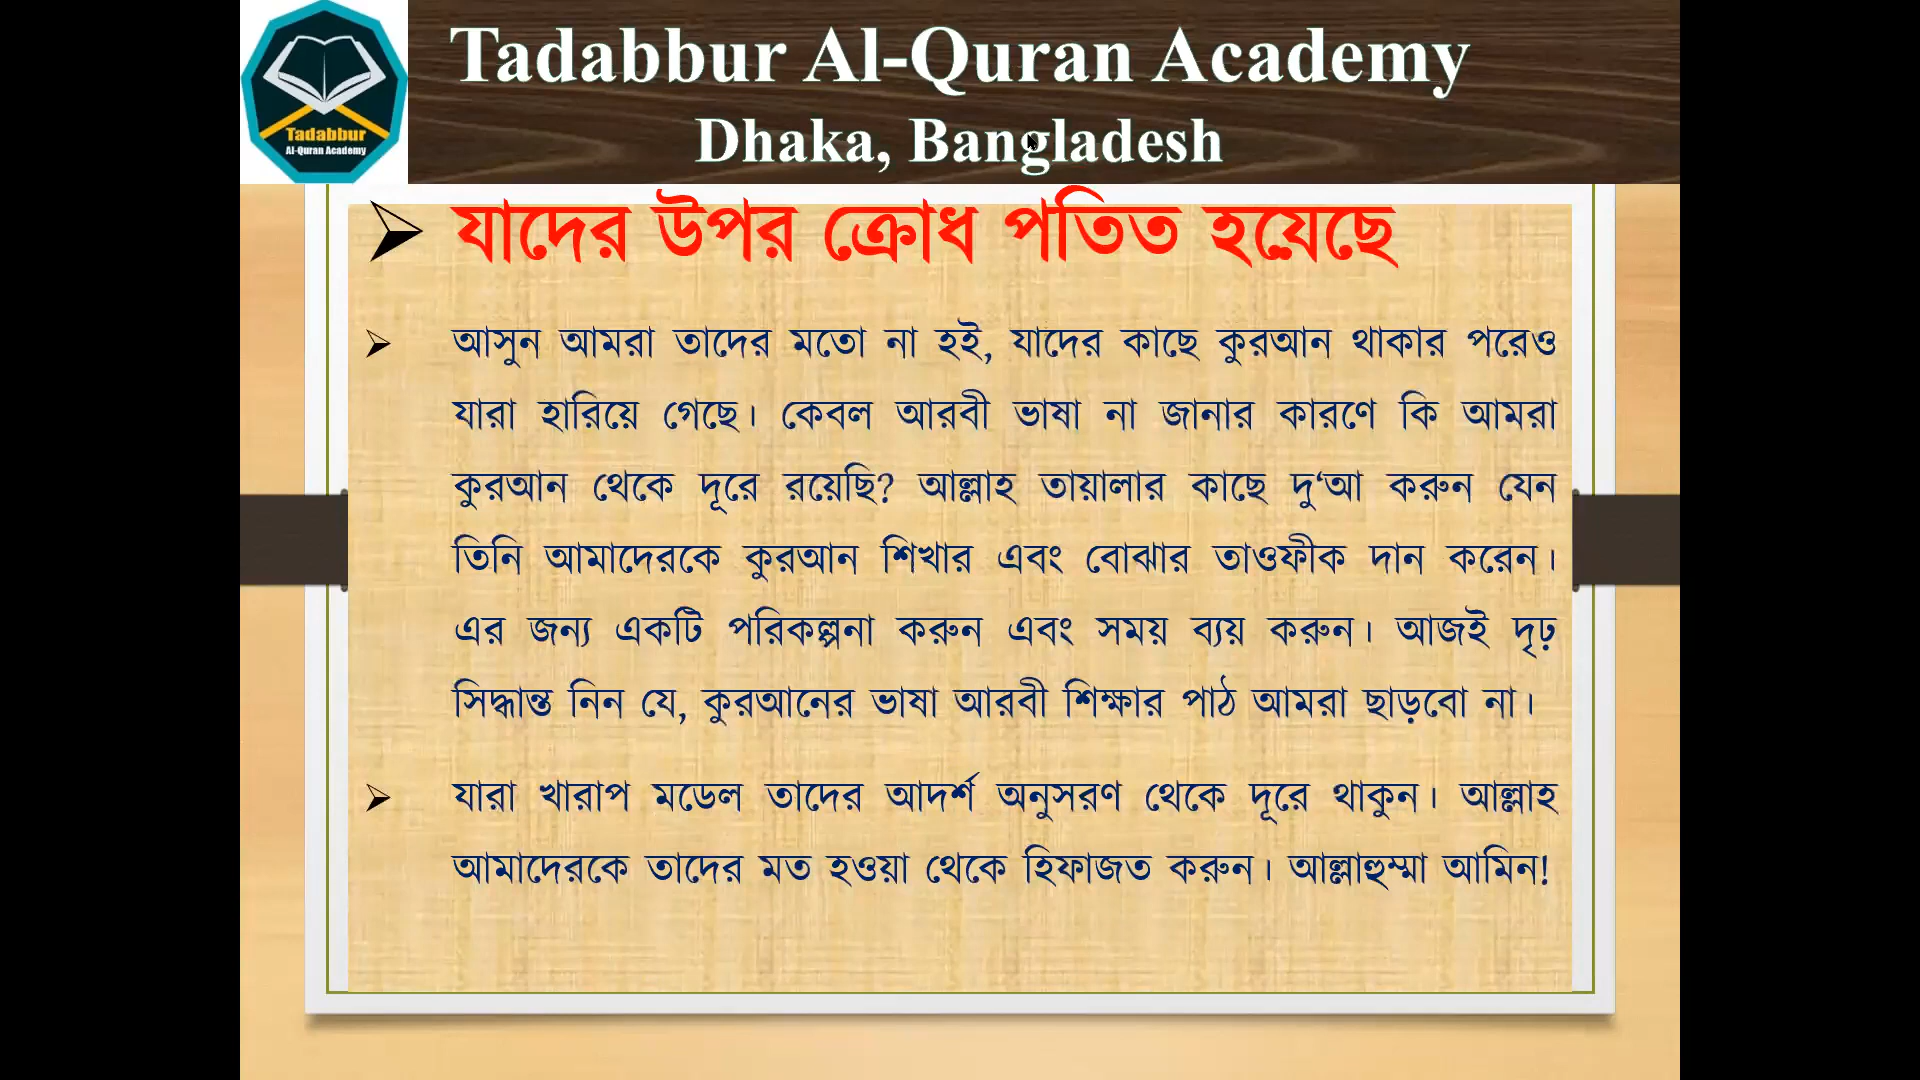 Tadabbur Al-Quran Academy
Dhaka, Bangladesh
Tadabbur
Al-Quran Academy
যাদের উপর ক্রোধ পতিত হয়েছে
আসুন আমরা তাদের মতো না হই, যাদের কাছে কুরআন থাকার পরেও
যারা হারিয়ে গেছে। কেবল আরবী ভাষা না জানার কারণে কি আমরা
কুরআন থেকে দূরে রয়েছি? আল্লাহ তায়ালার কাছে দু‘আ করুন যেন
তিনি আমাদেরকে কুরআন শিখার এবং বোঝার তাওফীক দান করেন।
এর জন্য একটি পরিকল্পনা করুন এবং সময় ব্যয় করুন। আজই দৃঢ়
সিদ্ধান্ত নিন যে, কুরআনের ভাষা আরবী শিক্ষার পাঠ আমরা ছাড়বো না।
যারা খারাপ মডেল তাদের আদর্শ অনুসরণ থেকে দূরে থাকুন। আল্লাহ
আমাদেরকে তাদের মত হওয়া থেকে হিফাজত করুন। আল্লাহুম্মা আমিন!